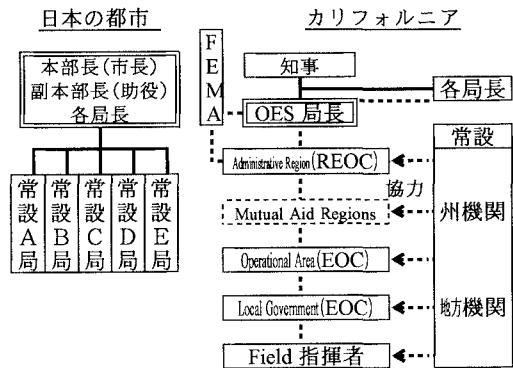 日本の都市
本部長(市長)
副本部長(助役)
各局長
常設A局
常設B局
常設C局
常設D局
常設E局
カリフォルニア
FEMA
知事
各局長
OES 局長
常設
Administrative Region(REOC)
協力
Mutual Aid Regions
州機関
Operational Area(EOC)
Local Government(EOC)
地方機関
Field 指揮者